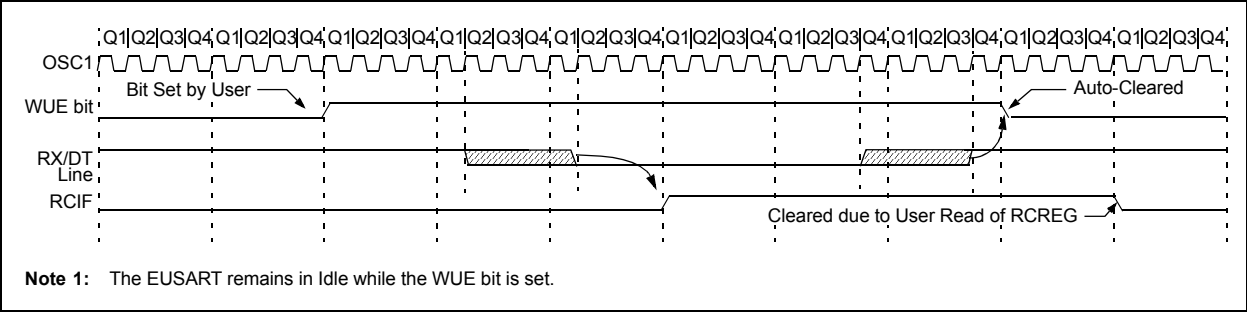 Q1 Q2 Q3 Q4 Q1 Q2 Q3 Q4 Q1 Q2 Q3 Q4 Q1 Q2 Q3 Q4 Q1 Q2 Q3 Q4 Q1 Q2 Q3 Q4 Q1 Q2 Q3 Q4 Q1 Q2 Q3 Q4 Q1 Q2 Q3 Q4 Q1 Q2 Q3 Q4
OSC1
Bit Set by User
Auto-Cleared
WUE bit
RX/DT
Line
RCIF
Cleared due to User Read of RCREG
Note 1: The EUSART remains in Idle while the WUE bit is set.